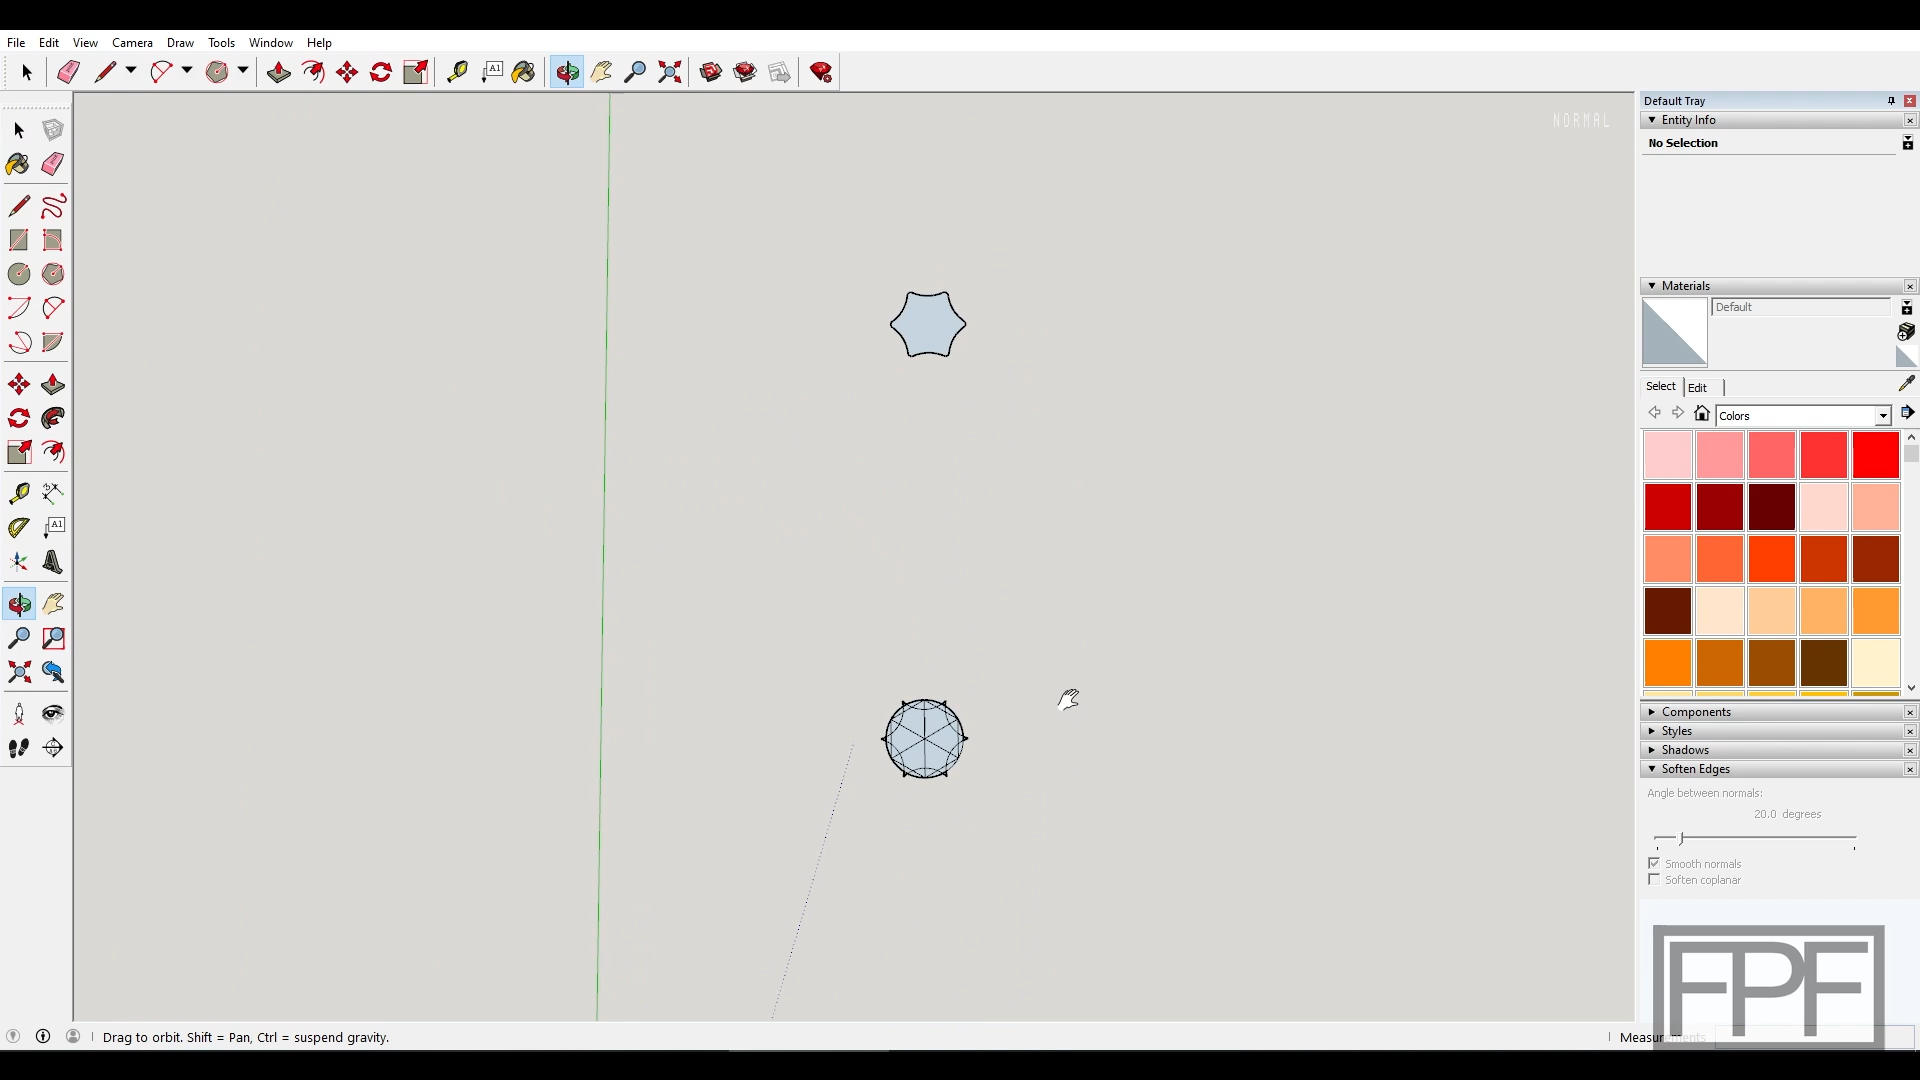 File Edit View Camera Draw Tools Window Help
A1
NORMAL
Default Tray
Entity Info
No Selection
Materials
Default
Select Edit
Colors
A1
Components
Styles
Shadows
Soften Edges
Angle between normals:
20.0 degrees
Smooth normals
Soften coplanar
FPF
Drag to orbit. Shift = Pan, Ctrl = suspend gravity.
Measurements